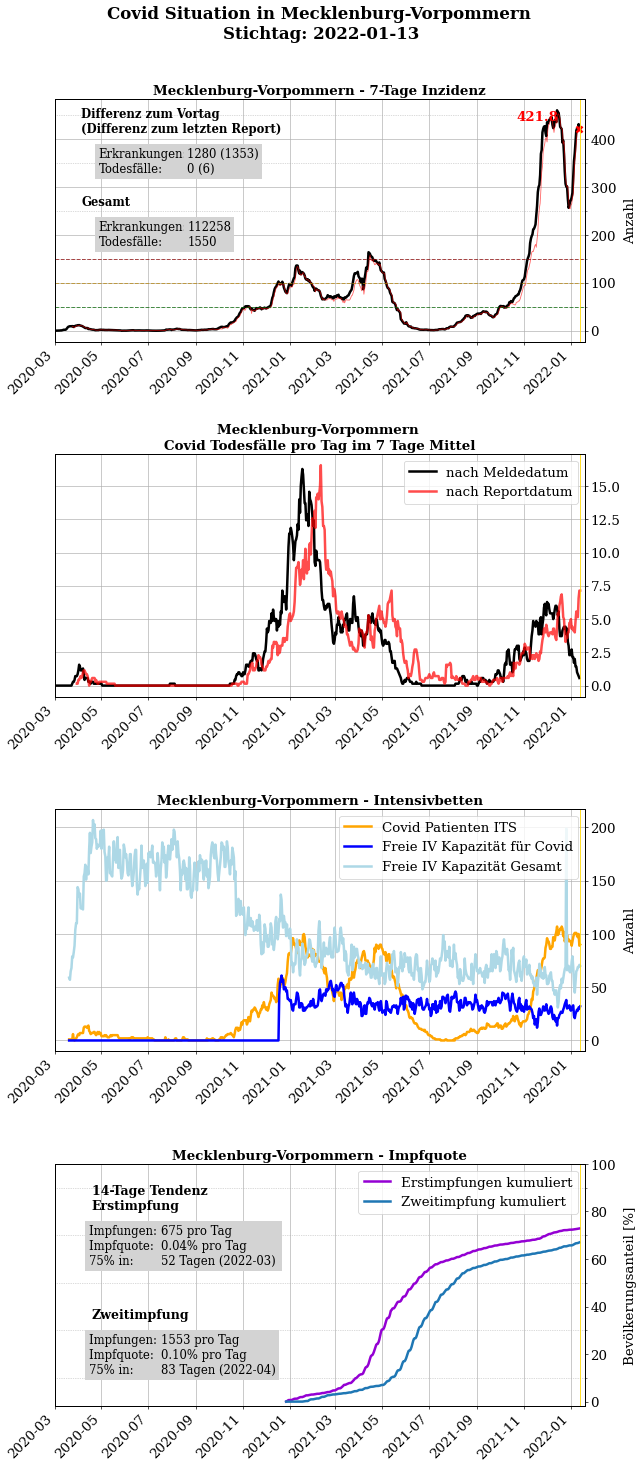 Covid Situation in Mecklenburg-Vorpommern
Stichtag: 2022-01-13
Mecklenburg-Vorpommern - 7-Tage Inzidenz
Differenz zum Vortag
(Differenz zum letzten Report)
Erkrankungen 1280 (1353)
Todesfälle: 0 (6)
Gesamt
Erkrankungen 112258
Todesfälle: 1550
421.8
400
300
200
100
0
Anzahl
2020-03
2020-05
2020-07
2020-09
2020-11
2021-01
2021-03
2021-05
2021-07
2021-09
2021-11
2022-01
Mecklenburg-Vorpommern
Covid Todesfälle pro Tag im 7 Tage Mittel
nach Meldedatum
nach Reportdatum
15.0
12.5
10.0
7.5
5.0
2.5
0.0
2020-03
2020-05
2020-07
2020-09
2020-11
2021-01
2021-03
2021-05
2021-07
2021-09
2021-11
2022-01
Mecklenburg-Vorpommern - Intensivbetten
Covid Patienten ITS
Freie IV Kapazität für Covid
Freie IV Kapazität Gesamt
200
150
100
50
0
Anzahl
2020-03
2020-05
2020-07
2020-09
2020-11
2021-01
2021-03
2021-05
2021-07
2021-09
2021-11
2022-01
Mecklenburg-Vorpommern - Impfquote
14-Tage Tendenz
Erstimpfung
Impfungen: 675 pro Tag
Impfquote: 0.04% pro Tag
75% in: 52 Tagen (2022-03)
Zweitimpfung
Impfungen: 1553 pro Tag
Impfquote: 0.10% pro Tag
75% in: 83 Tagen (2022-04)
Erstimpfungen kumuliert
Zweitimpfung kumuliert
100
80
60
40
20
0
Bevölkerungsanteil [%]
2020-03
2020-05
2020-07
2020-09
2020-11
2021-01
2021-03
2021-05
2021-07
2021-09
2021-11
2022-01